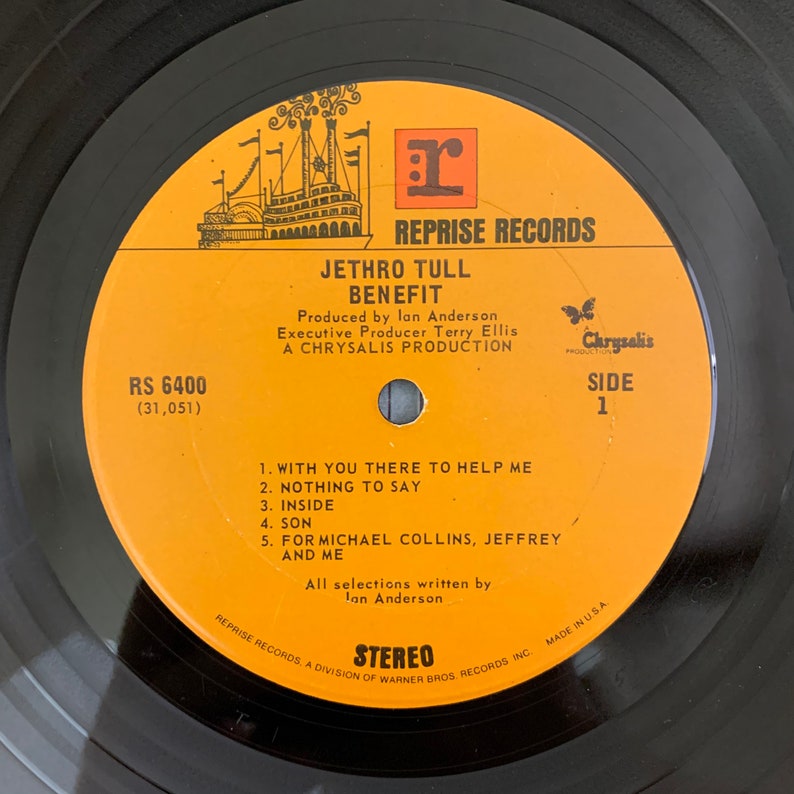 :r
REPRISE RECORDS
JETHRO TULL
BENEFIT
Produced by Ian Anderson
Executive Producer Terry Ellis
A CHRYSALIS PRODUCTION
A
Chrysalis
PRODUCTION
RS 6400
(31,051)
SIDE
1
1. WITH YOU THERE TO HELP ME
2. NOTHING TO SAY
3. INSIDE
4. SON
5. FOR MICHAEL COLLINS, JEFFREY
AND ME
All selections written by
Ian Anderson
STEREO
REPRISE RECORDS, A DIVISION OF WARNER BROS. RECORDS INC. MADE IN U.S.A.